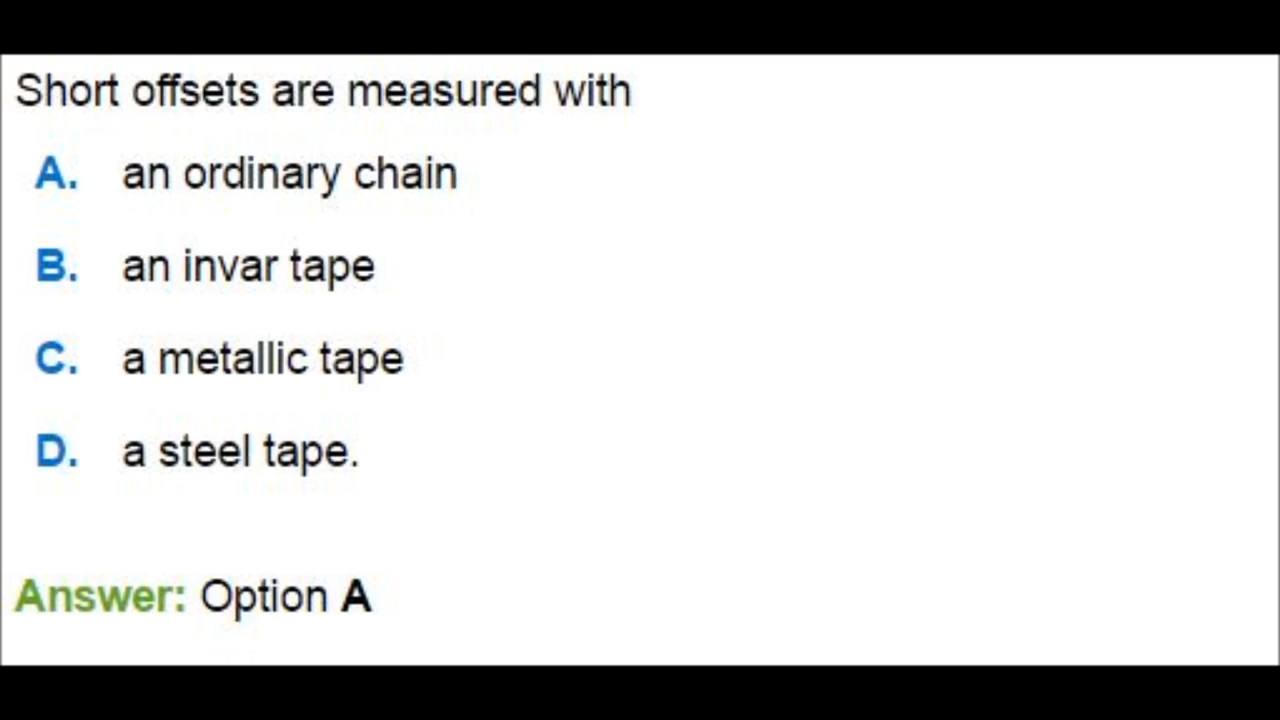 Short offsets are measured with
A. an ordinary chain
B. an invar tape
C. a metallic tape
D. a steel tape.
Answer: Option A